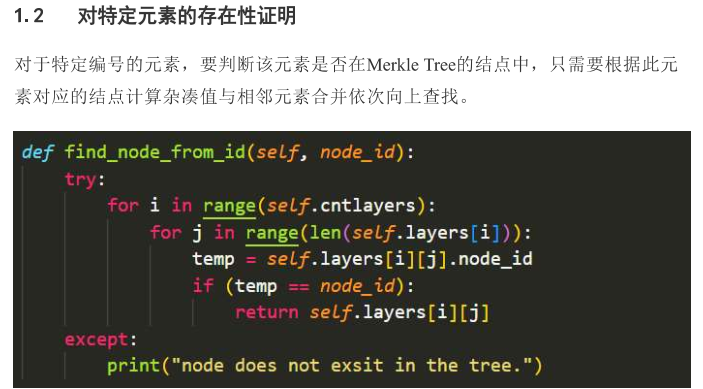 1.2 对特定元素的存在性证明
对于特定编号的元素，要判断该元素是否在Merkle Tree的结点中，只需要根据此元
素对应的结点计算杂凑值与相邻元素合并依次向上查找。
def find_node_from_id(self, node_id):
    try:
        for i in range(self.cntlayers):
            for j in range(len(self.layers[i])):
                temp = self.layers[i][j].node_id
                if (temp == node_id):
                    return self.layers[i][j]
    except:
        print("node does not exsit in the tree.")